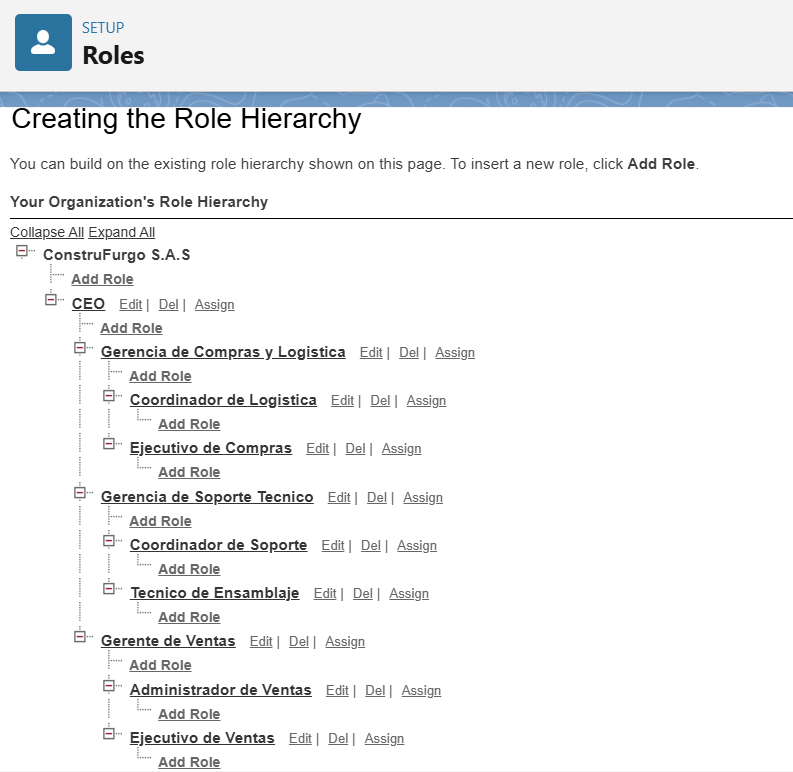 SETUP
Roles
Creating the Role Hierarchy
You can build on the existing role hierarchy shown on this page. To insert a new role, click Add Role.
Your Organization's Role Hierarchy
Collapse All Expand All
ConstruFurgo S.A.S
Add Role
CEO Edit | Del | Assign
Add Role
Gerencia de Compras y Logistica Edit | Del | Assign
Add Role
Coordinador de Logistica Edit | Del | Assign
Add Role
Ejecutivo de Compras Edit | Del | Assign
Add Role
Gerencia de Soporte Tecnico Edit | Del | Assign
Add Role
Coordinador de Soporte Edit | Del | Assign
Add Role
Tecnico de Ensamblaje Edit | Del | Assign
Add Role
Gerente de Ventas Edit | Del | Assign
Add Role
Administrador de Ventas Edit | Del | Assign
Add Role
Ejecutivo de Ventas Edit | Del | Assign
Add Role